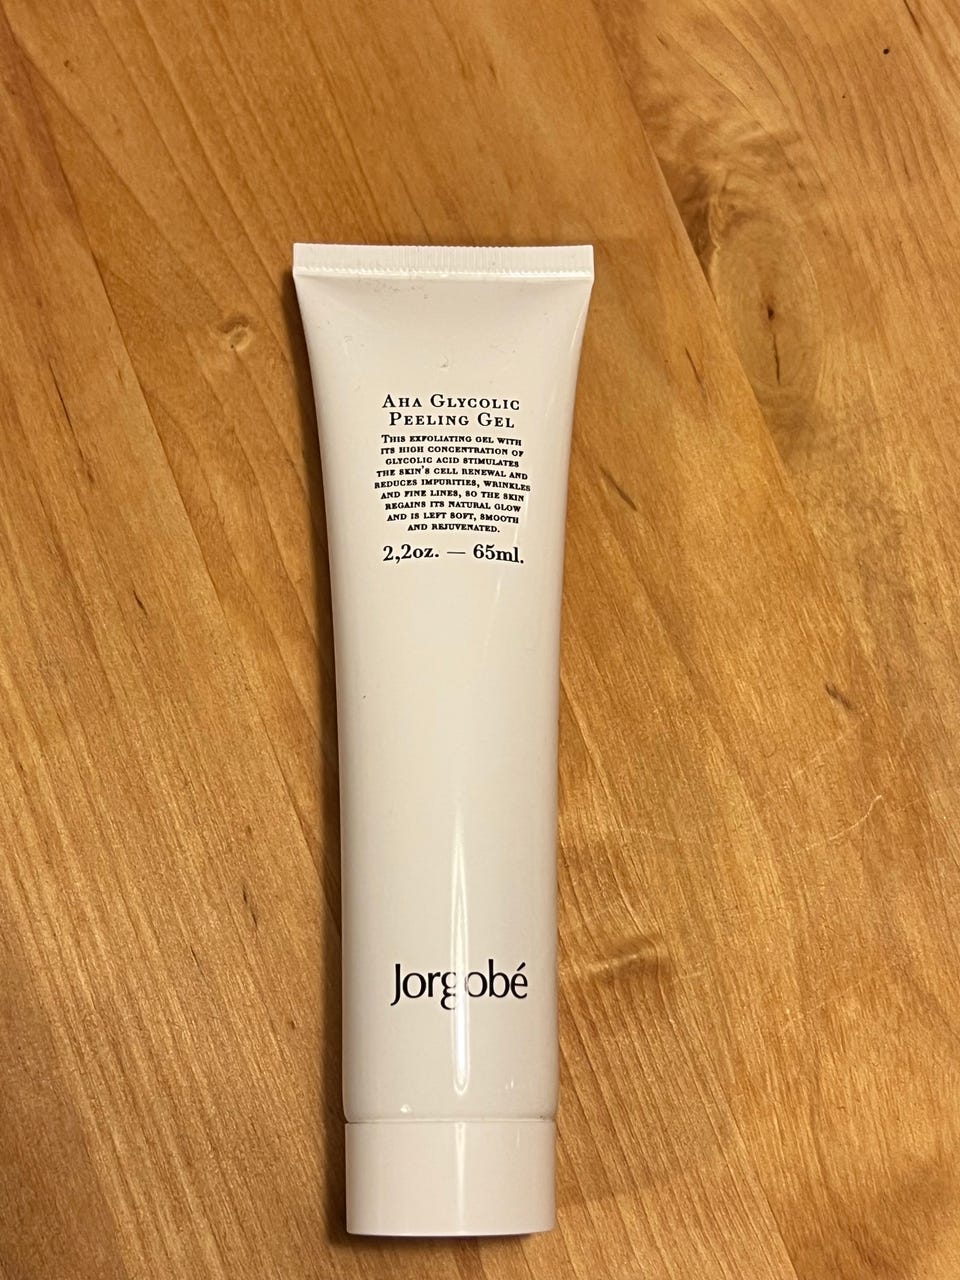 AHA GLYCOLIC
PEELING GEL
THIS EXFOLIATING GEL WITH
ITS HIGH CONCENTRATION OF
GLYCOLIC ACID STIMULATES
THE SKIN'S CELL RENEWAL AND
REDUCES IMPURITIES, WRINKLES
AND FINE LINES, SO THE SKIN
REGAINS ITS NATURAL GLOW
AND IS LEFT SOFT, SMOOTH
AND REJUVENATED.
2,2oz. — 65ml.
Jorgobé